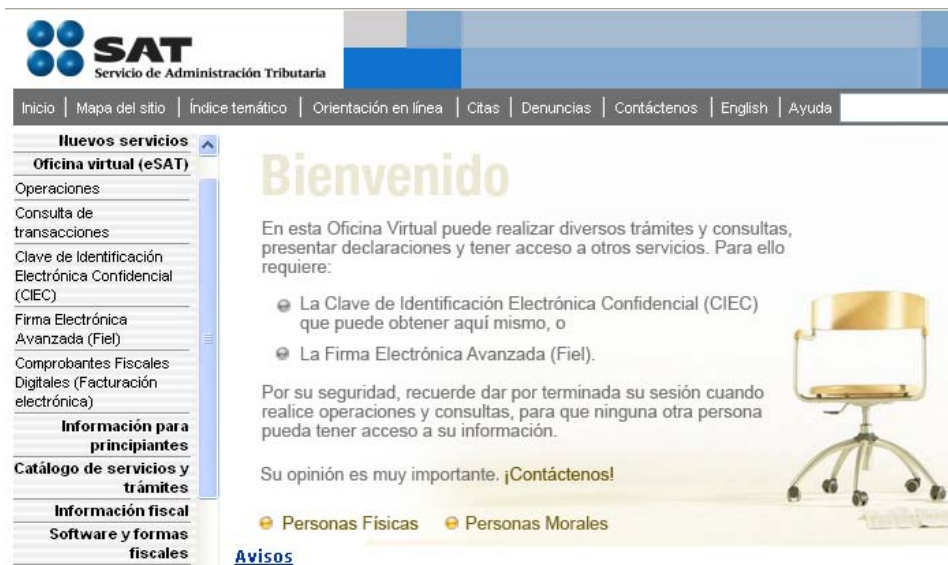 SAT
Servicio de Administración Tributaria
Inicio | Mapa del sitio | Índice temático | Orientación en línea | Citas | Denuncias | Contáctenos | English | Ayuda
Nuevos servicios
Oficina virtual (eSAT)
Operaciones
Consulta de
transacciones
Clave de Identificación
Electrónica Confidencial
(CIEC)
Firma Electrónica
Avanzada (Fiel)
Comprobantes Fiscales
Digitales (Facturación
electrónica)
Información para
principiantes
Catálogo de servicios y
trámites
Información fiscal
Software y formas
fiscales
Bienvenido
En esta Oficina Virtual puede realizar diversos trámites y consultas,
presentar declaraciones y tener acceso a otros servicios. Para ello
requiere:
La Clave de Identificación Electrónica Confidencial (CIEC)
que puede obtener aquí mismo, o
La Firma Electrónica Avanzada (Fiel).
Por su seguridad, recuerde dar por terminada su sesión cuando
realice operaciones y consultas, para que ninguna otra persona
pueda tener acceso a su información.
Su opinión es muy importante. ¡Contáctenos!
Personas Físicas Personas Morales
Avisos